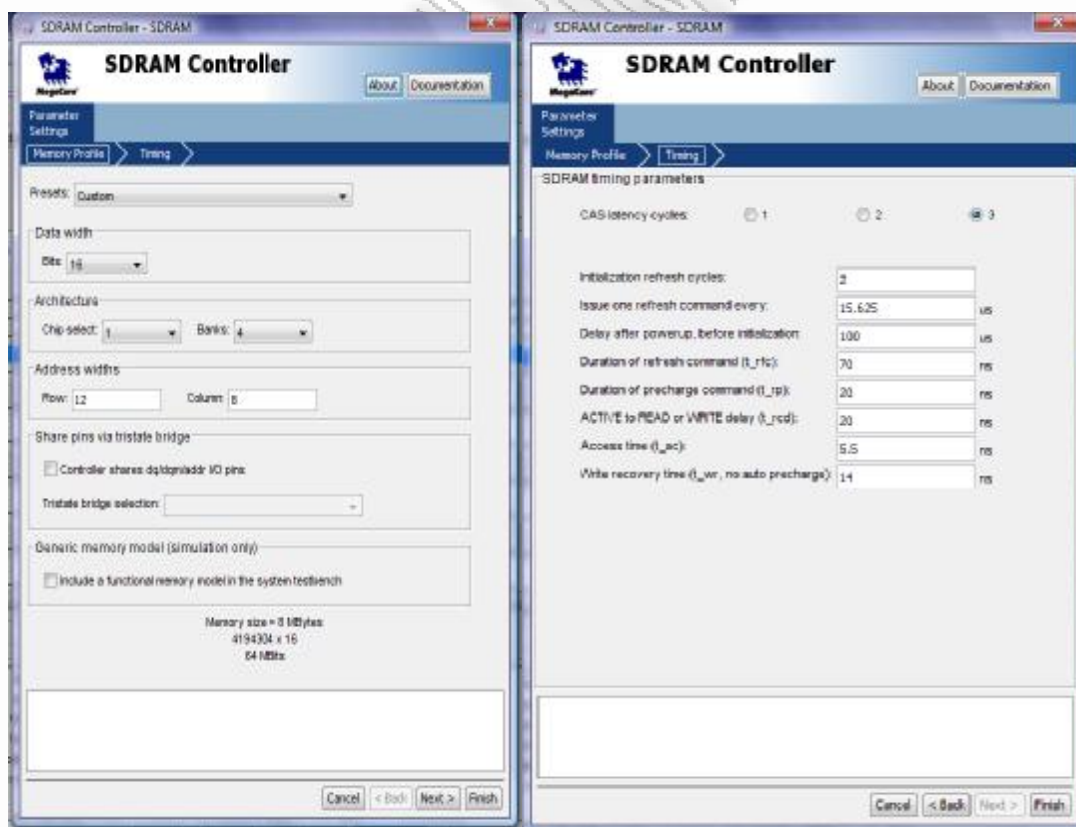 SDRAM Controller - SDRAM
SDRAM Controller
MegaCore
About Documentation
Parameter
Settings
Memory Profile Timing
Presets: Custom
Data width
Bits: 16
Architecture
Chip select: 1 Banks: 4
Address widths
Row: 12 Column: 8
Share pins via tristate bridge
Controller shares dq/dqm/addr I/O pins
Tristate bridge selection:
Generic memory model (simulation only)
Include a functional memory model in the system testbench
Memory size = 8 MBytes
4194304 x 16
64 MBits
Cancel < Back Next > Finish
SDRAM Controller - SDRAM
SDRAM Controller
MegaCore
About Documentation
Parameter
Settings
Memory Profile Timing
SDRAM timing parameters
CAS latency cycles: 1 2 3
Initialization refresh cycles: 2
Issue one refresh command every: 15.625 us
Delay after powerup, before initialization: 100 us
Duration of refresh command (t_rfc): 70 ns
Duration of precharge command (t_rp): 20 ns
ACTIVE to READ or WRITE delay (t_rcd): 20 ns
Access time (t_ac): 5.5 ns
Write recovery time (t_wr, no auto precharge): 14 ns
Cancel < Back Next > Finish